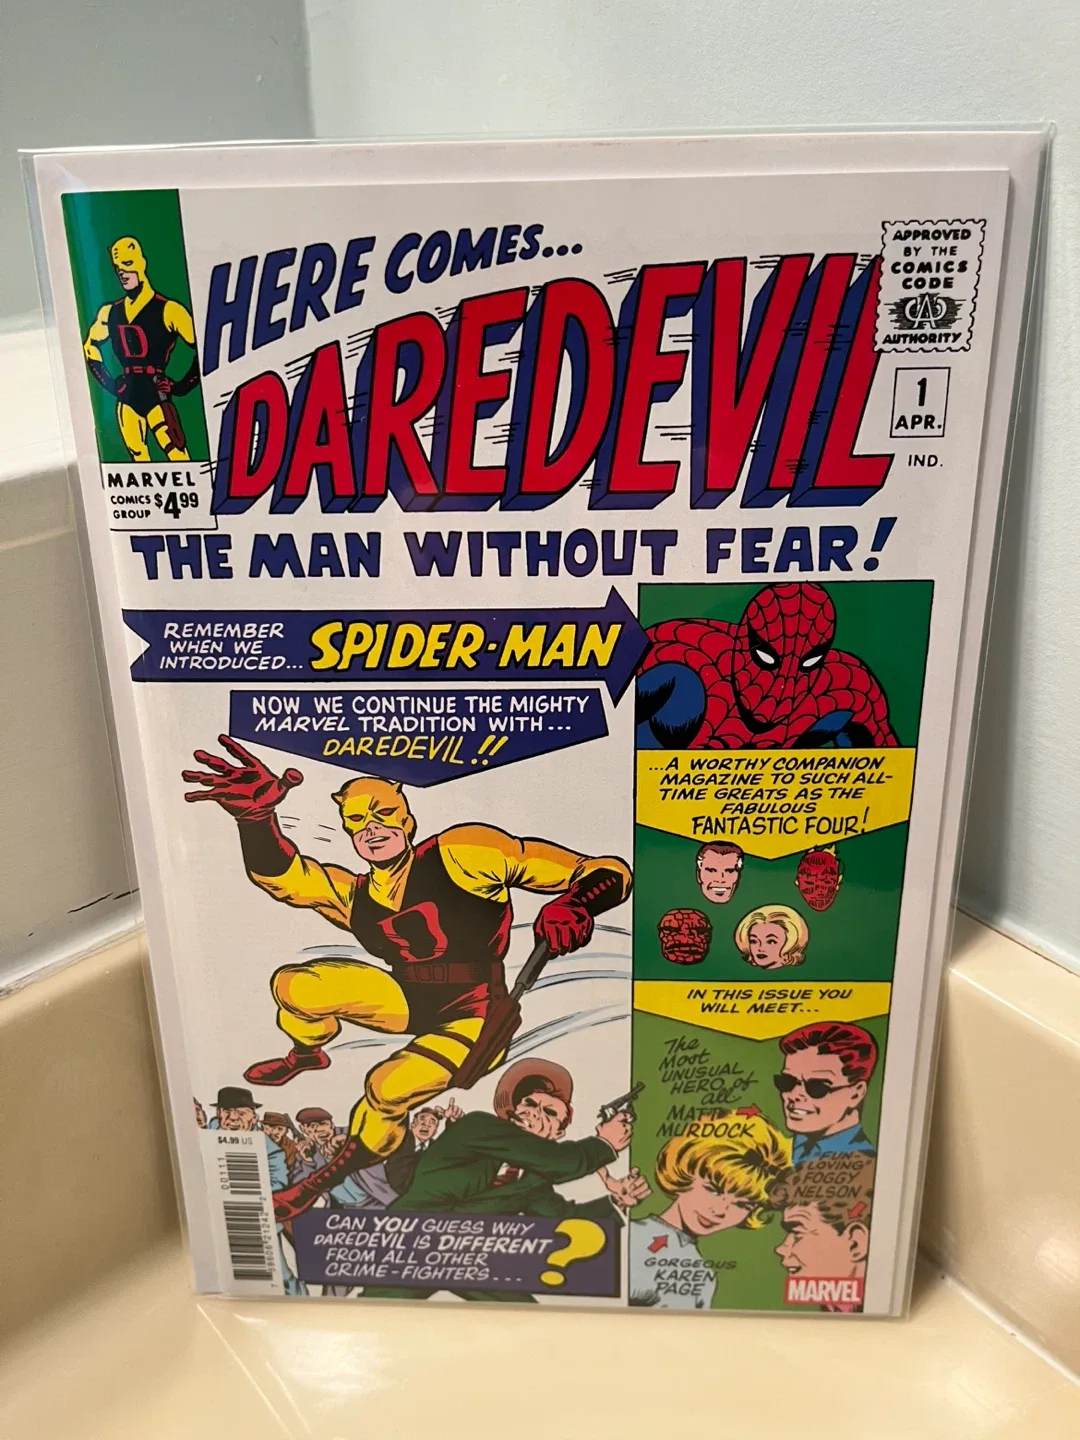 HERE COMES...
DAREDEVIL
THE MAN WITHOUT FEAR!
APPROVED
BY THE
COMICS
CODE
CA
AUTHORITY
1
APR.
IND.
D
MARVEL
COMICS
GROUP
$4.99
REMEMBER
WHEN WE
INTRODUCED...
SPIDER-MAN
NOW WE CONTINUE THE MIGHTY
MARVEL TRADITION WITH...
DAREDEVIL!!
...A WORTHY COMPANION
MAGAZINE TO SUCH ALL-
TIME GREATS AS THE
FABULOUS
FANTASTIC FOUR!
D
IN THIS ISSUE YOU
WILL MEET...
The
Most
UNUSUAL
HERO of
all
MATT
MURDOCK
"FUN-
LOVING"
FOGGY
NELSON
GORGEOUS
KAREN
PAGE
$4.99 US
00111
CAN YOU GUESS WHY
DAREDEVIL IS DIFFERENT
FROM ALL OTHER
CRIME-FIGHTERS...
?
MARVEL